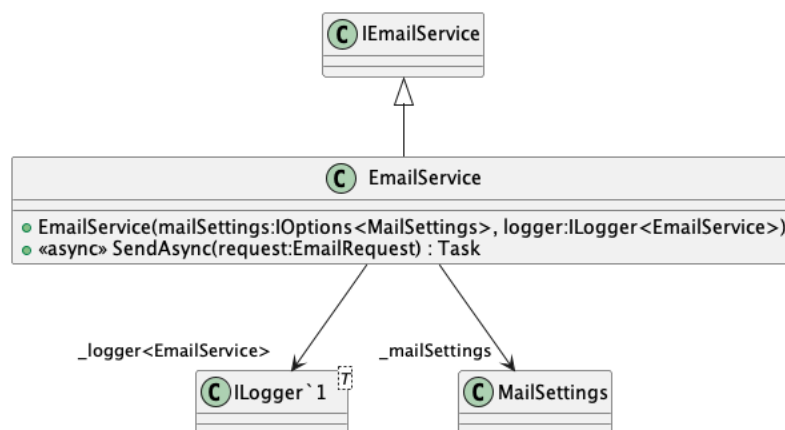 C IEmailService
C EmailService
EmailService(mailSettings:IOptions<MailSettings>, logger:ILogger<EmailService>)
«async» SendAsync(request:EmailRequest) : Task
_logger<EmailService>
_mailSettings
C ILogger`1 T
C MailSettings